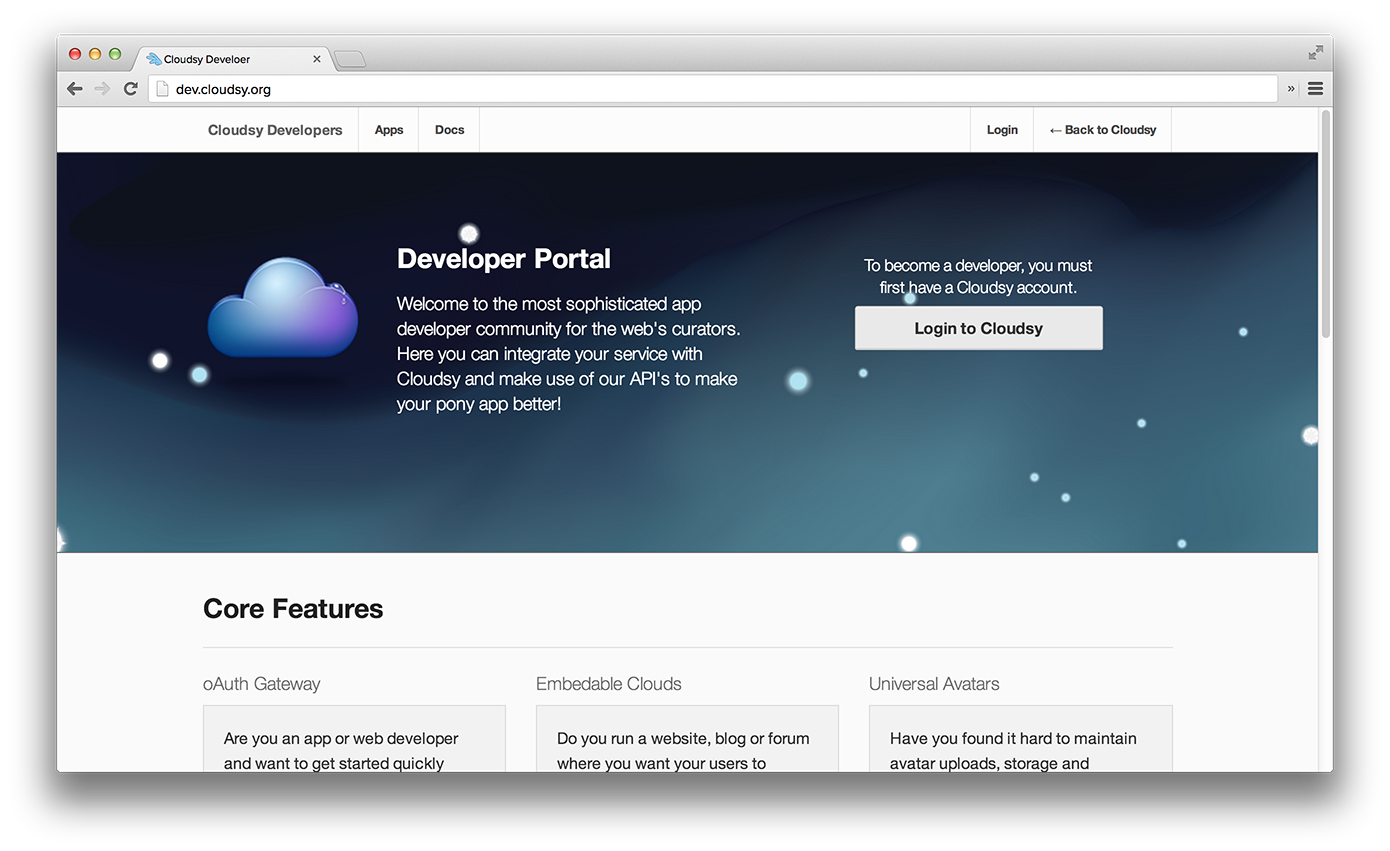 Cloudsy Develoer
dev.cloudsy.org
»
Cloudsy Developers Apps Docs Login ← Back to Cloudsy
Developer Portal
Welcome to the most sophisticated app
developer community for the web's curators.
Here you can integrate your service with
Cloudsy and make use of our API's to make
your pony app better!
To become a developer, you must
first have a Cloudsy account.
Login to Cloudsy
Core Features
oAuth Gateway
Are you an app or web developer
and want to get started quickly
Embedable Clouds
Do you run a website, blog or forum
where you want your users to
Universal Avatars
Have you found it hard to maintain
avatar uploads, storage and